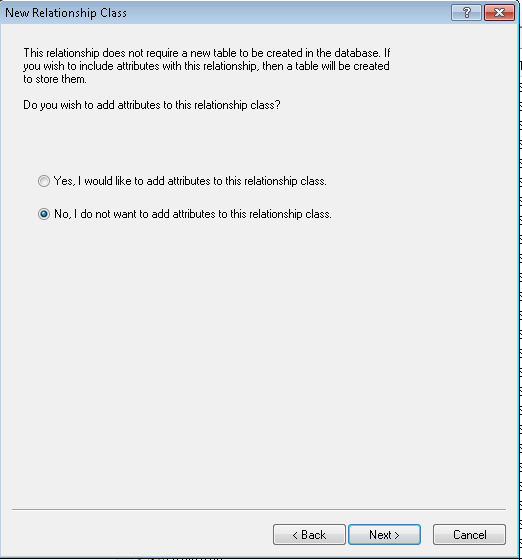 New Relationship Class
?
This relationship does not require a new table to be created in the database. If
you wish to include attributes with this relationship, then a table will be created
to store them.
Do you wish to add attributes to this relationship class?
Yes, I would like to add attributes to this relationship class.
No, I do not want to add attributes to this relationship class.
< Back
Next >
Cancel